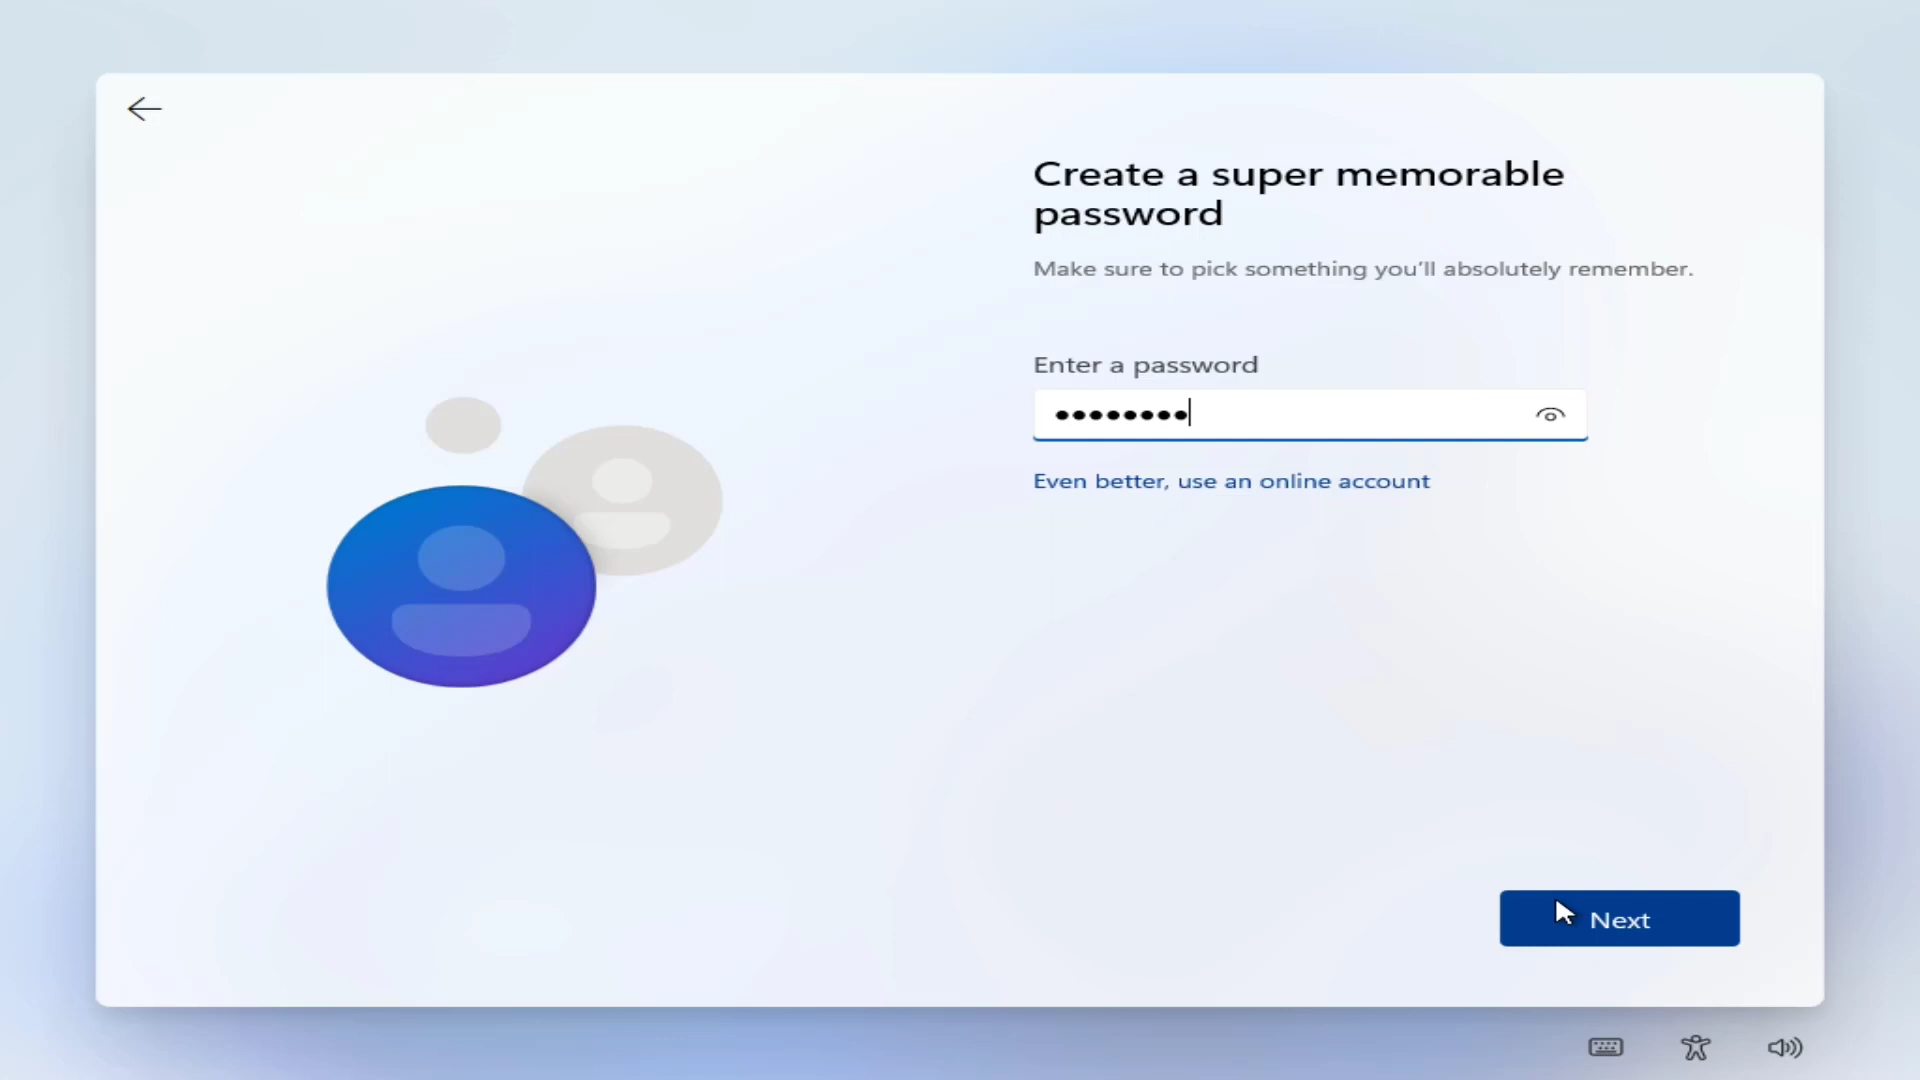 Create a super memorable
password
Make sure to pick something you'll absolutely remember.
Enter a password
••••••••
Even better, use an online account
Next